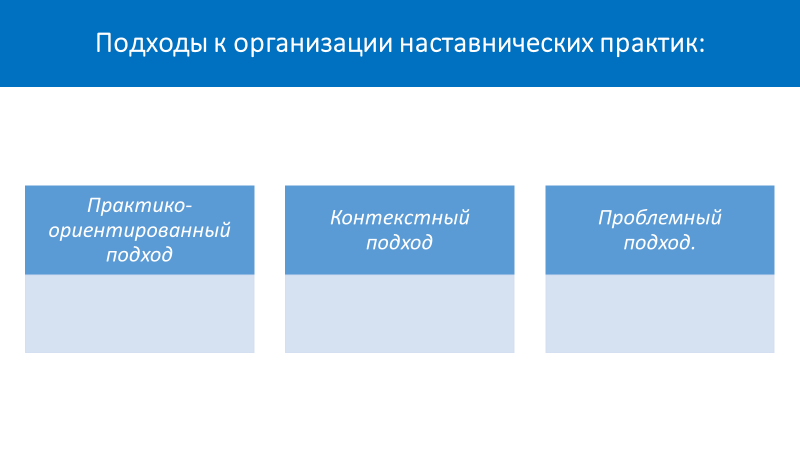 Подходы к организации наставнических практик:
Практико-
ориентированный
подход
Контекстный
подход
Проблемный
подход.